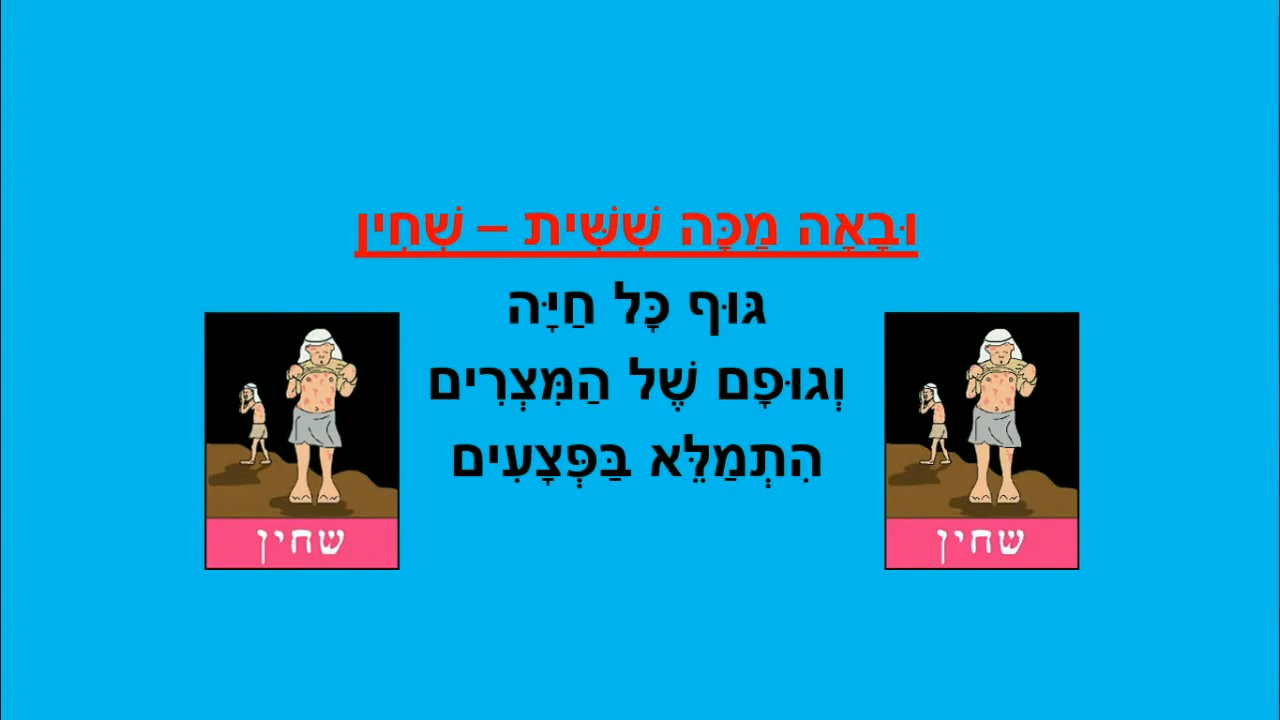 וּבָאָה מַכָּה שִׁשִּׁית – שְׁחִין
גּוּף כָּל חַיָּה
וְגוּפָם שֶׁל הַמִּצְרִים
הִתְמַלֵּא בַּפְּצָעִים
שחין
שחין